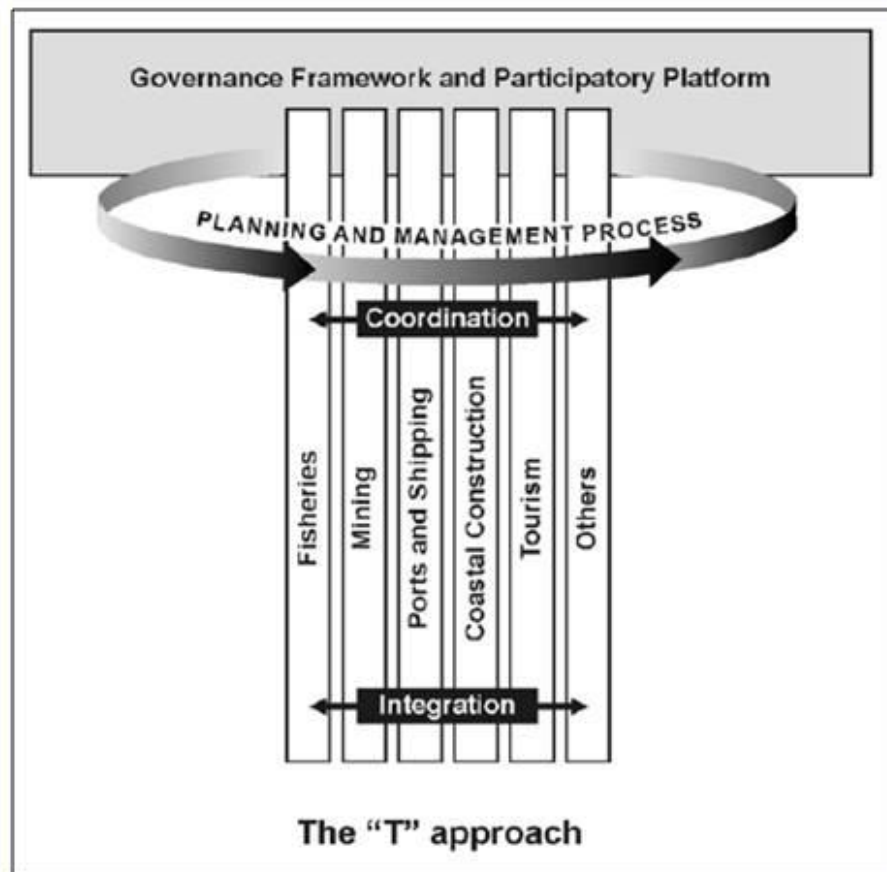 Governance Framework and Participatory Platform
PLANNING AND MANAGEMENT PROCESS
Coordination
Fisheries
Mining
Ports and Shipping
Coastal Construction
Tourism
Others
Integration
The “T” approach